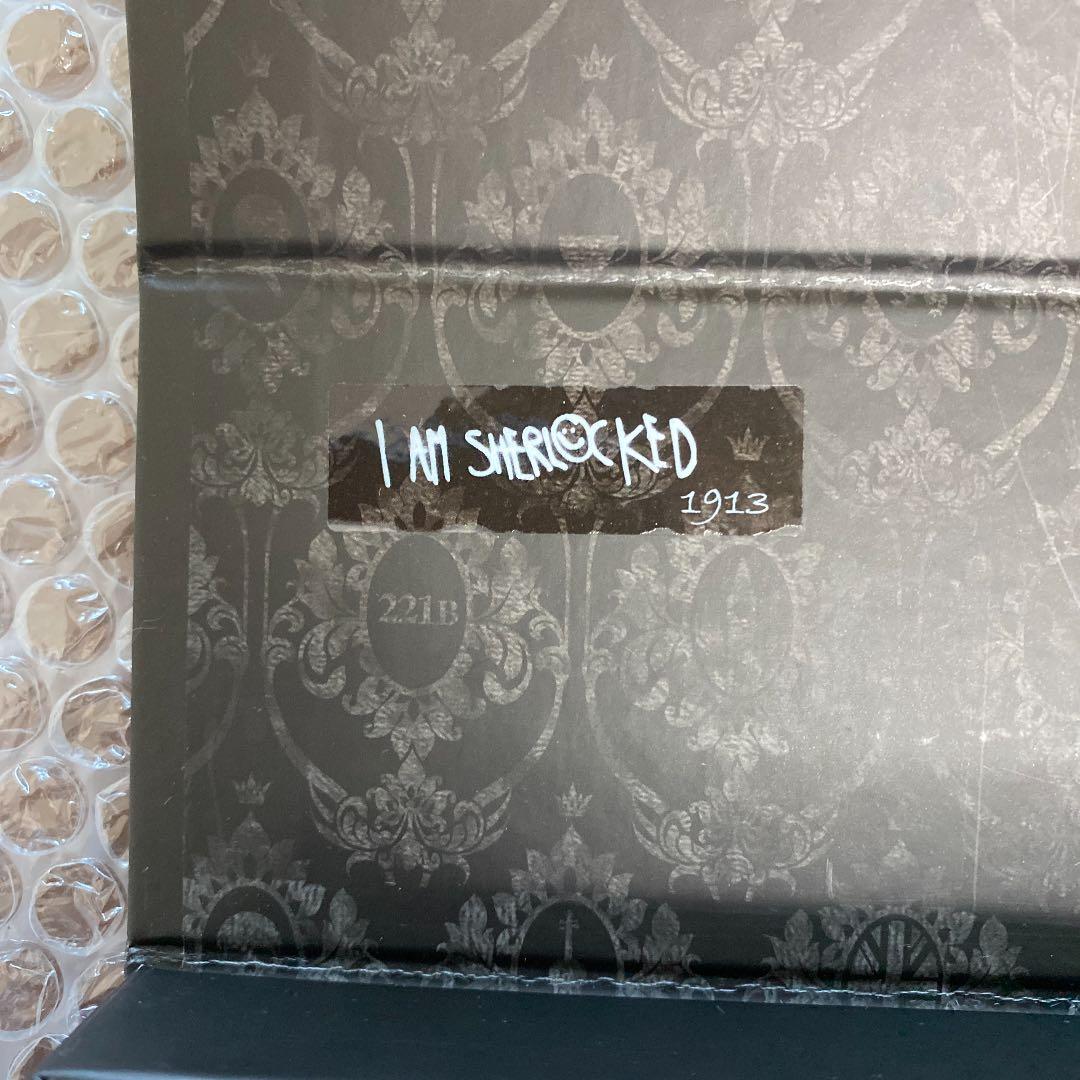 I AM SHERLOCKED
1913
221B